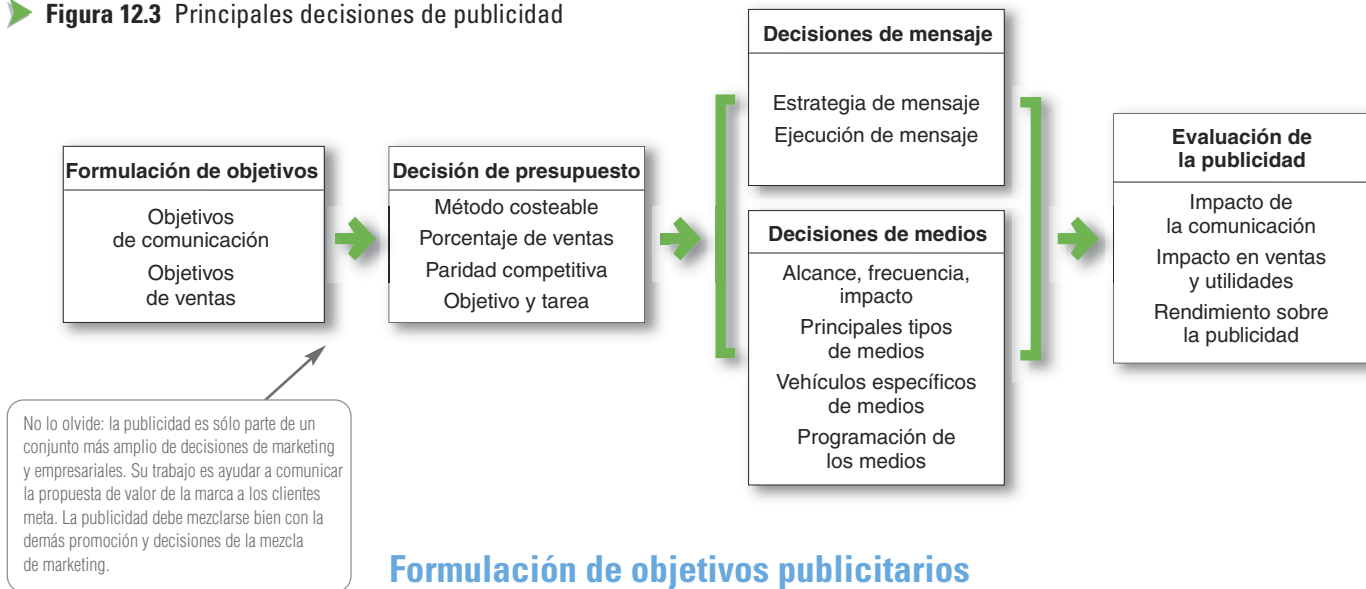 Figura 12.3 Principales decisiones de publicidad
Formulación de objetivos
Objetivos
de comunicación
Objetivos
de ventas
Decisión de presupuesto
Método costeable
Porcentaje de ventas
Paridad competitiva
Objetivo y tarea
Decisiones de mensaje
Estrategia de mensaje
Ejecución de mensaje
Decisiones de medios
Alcance, frecuencia,
impacto
Principales tipos
de medios
Vehículos específicos
de medios
Programación de
los medios
Evaluación de
la publicidad
Impacto de
la comunicación
Impacto en ventas
y utilidades
Rendimiento sobre
la publicidad
No lo olvide: la publicidad es sólo parte de un
conjunto más amplio de decisiones de marketing
y empresariales. Su trabajo es ayudar a comunicar
la propuesta de valor de la marca a los clientes
meta. La publicidad debe mezclarse bien con la
demás promoción y decisiones de la mezcla
de marketing.
Formulación de objetivos publicitarios